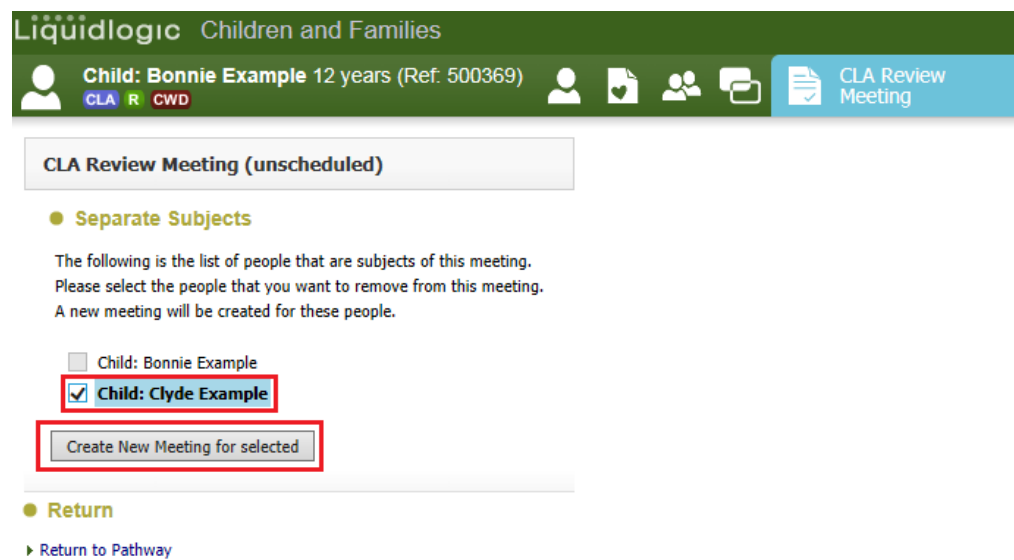 Liquidlogic Children and Families
Child: Bonnie Example 12 years (Ref: 500369)
CLA R CWD
CLA Review
Meeting
CLA Review Meeting (unscheduled)
Separate Subjects
The following is the list of people that are subjects of this meeting.
Please select the people that you want to remove from this meeting.
A new meeting will be created for these people.
Child: Bonnie Example
Child: Clyde Example
Create New Meeting for selected
Return
Return to Pathway